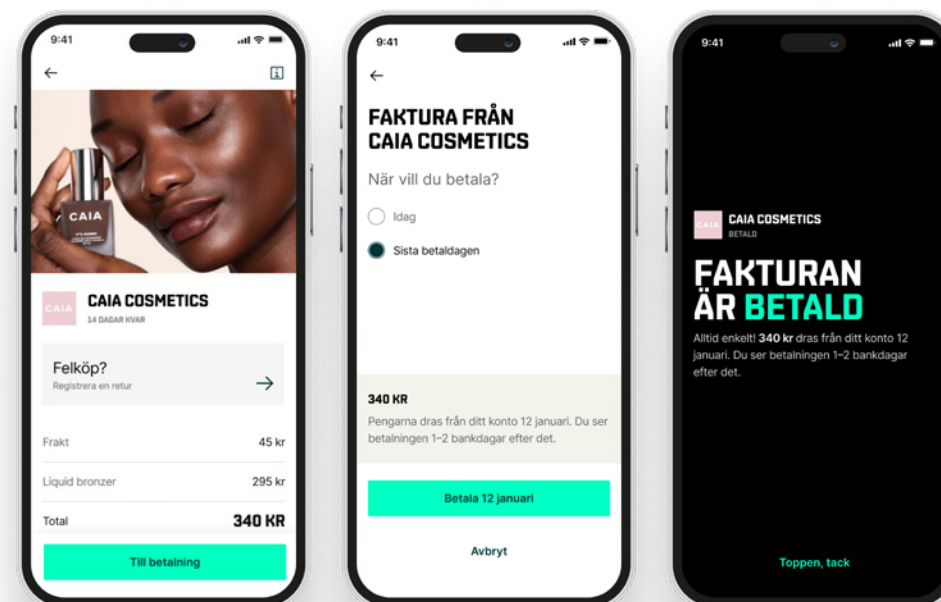 9:41
CAIA
CAIA
CAIA COSMETICS
14 DAGAR KVAR
Felköp?
Registrera en retur
Frakt 45 kr
Liquid bronzer 295 kr
Total 340 KR
Till betalning
9:41
FAKTURA FRÅN
CAIA COSMETICS
När vill du betala?
Idag
Sista betaldagen
340 KR
Pengarna dras från ditt konto 12 januari. Du ser
betalningen 1–2 bankdagar efter det.
Betala 12 januari
Avbryt
9:41
CAIA
CAIA COSMETICS
BETALD
FAKTURAN
ÄR BETALD
Alltid enkelt! 340 kr dras från ditt konto 12
januari. Du ser betalningen 1–2 bankdagar
efter det.
Toppen, tack